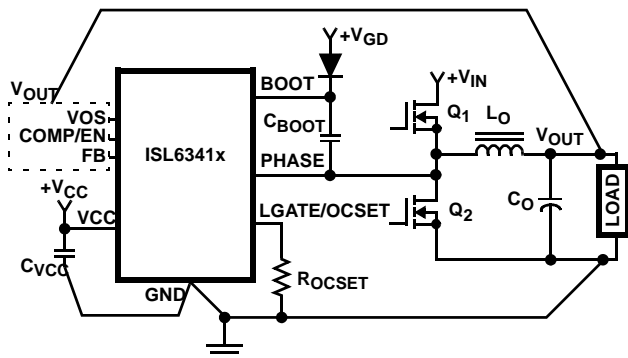 +VGD
VOUT
BOOT
+VIN
VOS
CBOOT
Q1
LO
COMP/EN
VOUT
FB
ISL6341x
PHASE
+VCC
VCC
LGATE/OCSET
Q2
CO
LOAD
CVCC
GND
ROCSET